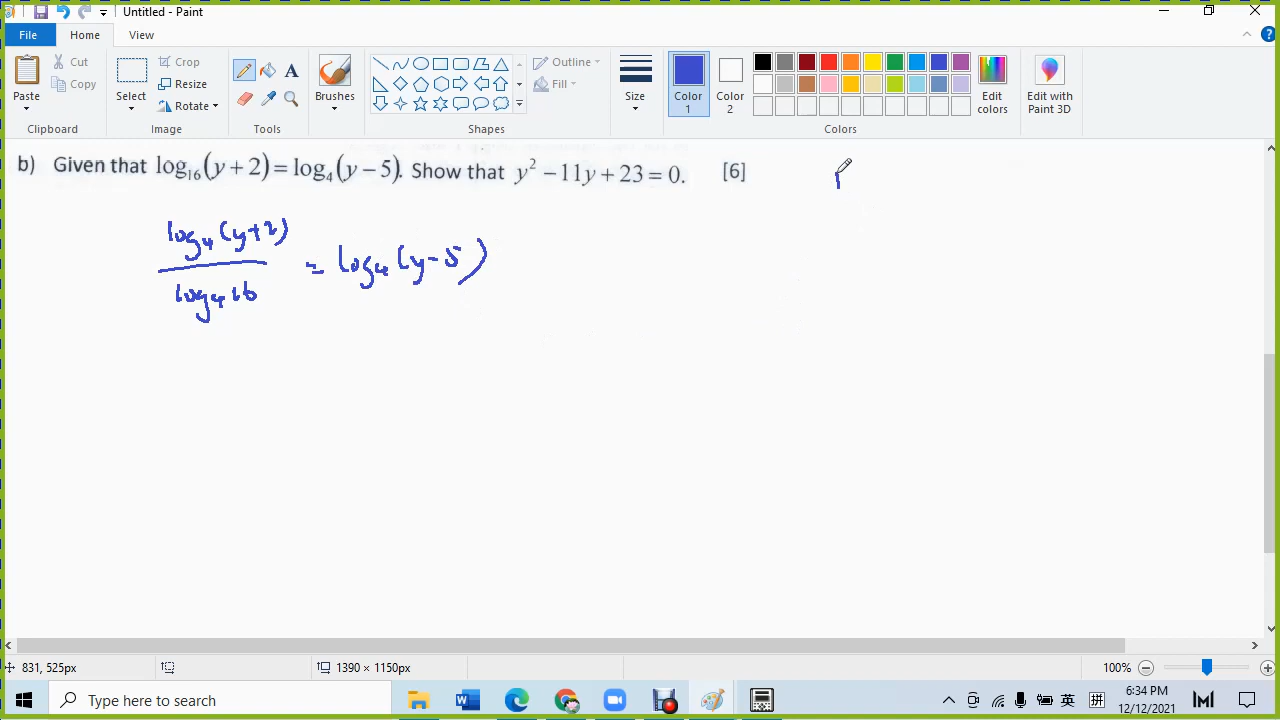 Untitled - Paint
File Home View
Paste Cut Copy Clipboard
Select Crop Resize Rotate Image
A Tools
Brushes
Outline Fill Shapes
Size
Color 1 Color 2 Edit colors Colors
Edit with Paint 3D
b) Given that log₁₆(y+2)=log₄(y−5). Show that y² −11y+23=0. [6]
log₄(y+2)
= log₄(y-5)
log₄16
831, 525px 1390 × 1150px 100%
Type here to search W 英 拼 6:34 PM
12/12/2021